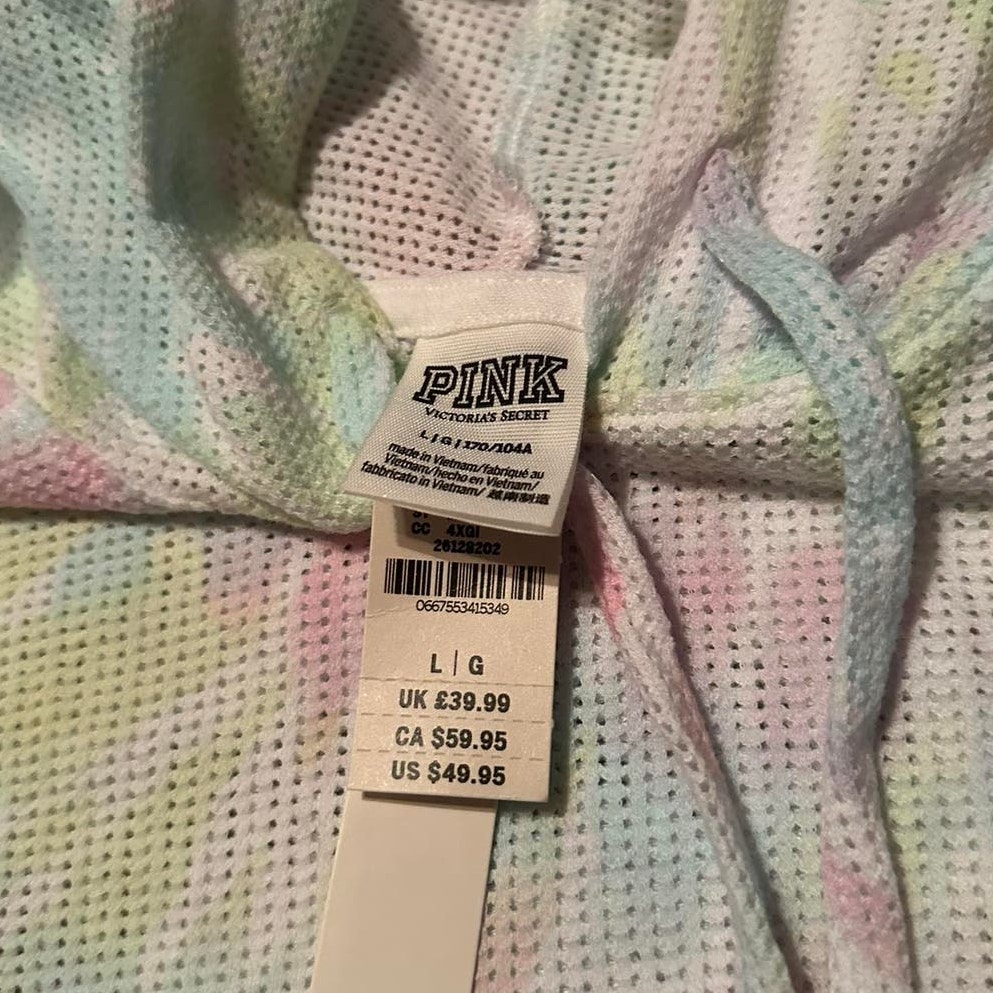 PINK
VICTORIA'S SECRET
L | G | 170/104A
made in Vietnam/fabriqué au
Vietnam/hecho en Vietnam/
fabbricato in Vietnam/ 越南制造
CC 4XQI
26128202
0667553415349
L | G
UK £39.99
CA $59.95
US $49.95